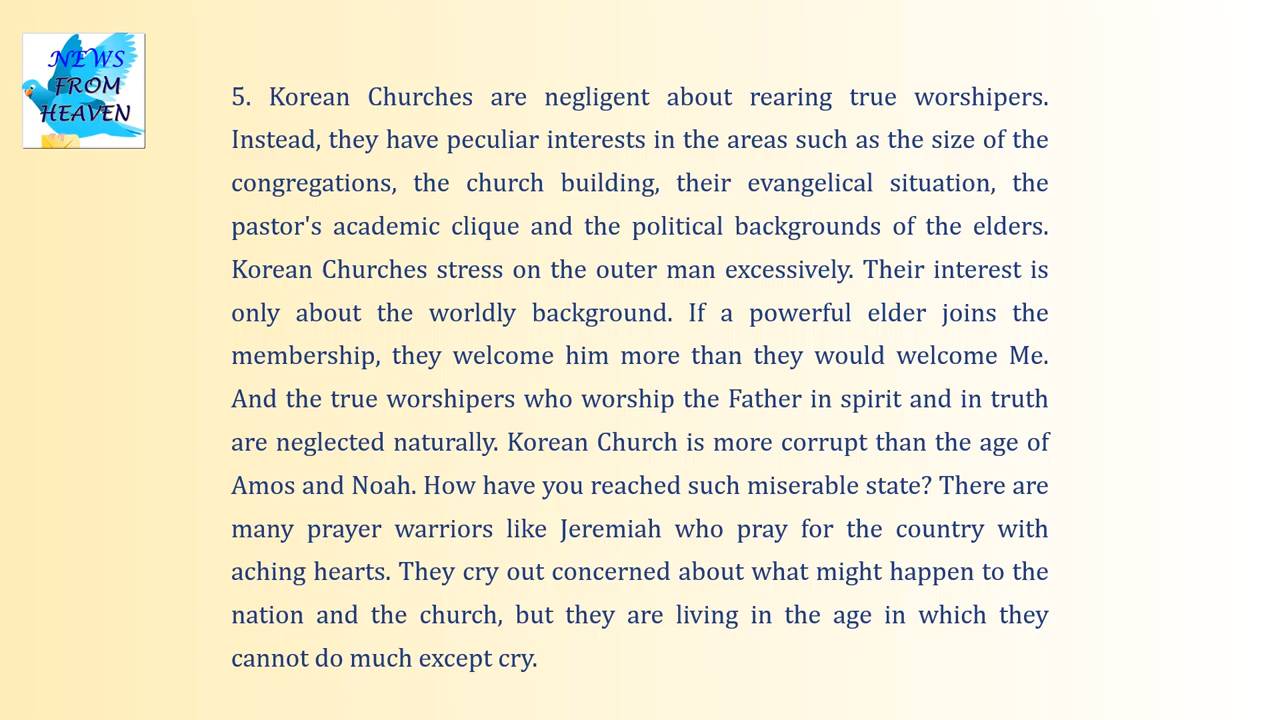 NEWS
FROM
HEAVEN
5. Korean Churches are negligent about rearing true worshipers.
Instead, they have peculiar interests in the areas such as the size of the
congregations, the church building, their evangelical situation, the
pastor's academic clique and the political backgrounds of the elders.
Korean Churches stress on the outer man excessively. Their interest is
only about the worldly background. If a powerful elder joins the
membership, they welcome him more than they would welcome Me.
And the true worshipers who worship the Father in spirit and in truth
are neglected naturally. Korean Church is more corrupt than the age of
Amos and Noah. How have you reached such miserable state? There are
many prayer warriors like Jeremiah who pray for the country with
aching hearts. They cry out concerned about what might happen to the
nation and the church, but they are living in the age in which they
cannot do much except cry.